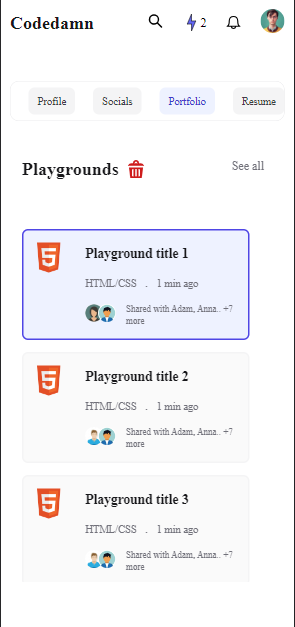 Codedamn 2
Profile Socials Portfolio Resume
Playgrounds See all
5
Playground title 1
HTML/CSS . 1 min ago
Shared with Adam, Anna.. +7
more
5
Playground title 2
HTML/CSS . 1 min ago
Shared with Adam, Anna.. +7
more
5
Playground title 3
HTML/CSS . 1 min ago
Shared with Adam, Anna.. +7
more